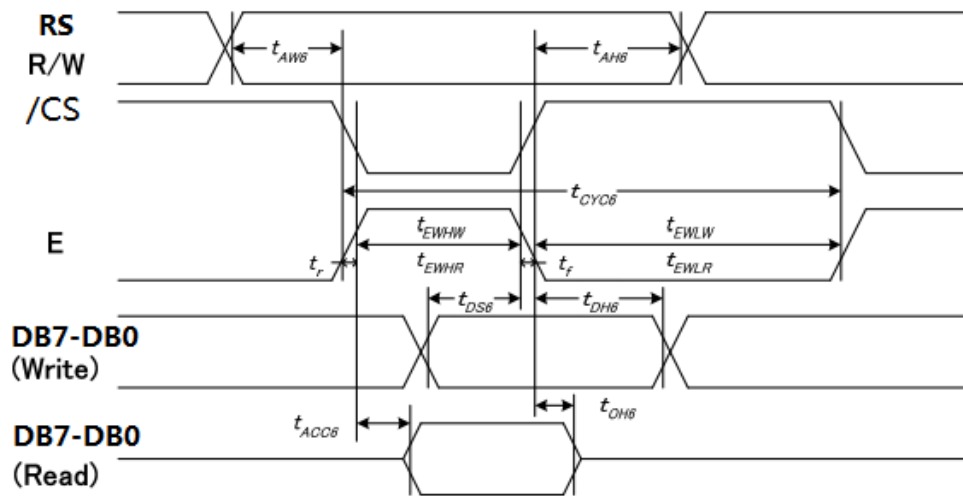 RS
R/W
tAW6
tAH6
/CS
tCYC6
E
tEWHW
tEWLW
tr
tEWHR
tf
tEWLR
tDS6
tDH6
DB7-DB0
(Write)
tACC6
tOH6
DB7-DB0
(Read)